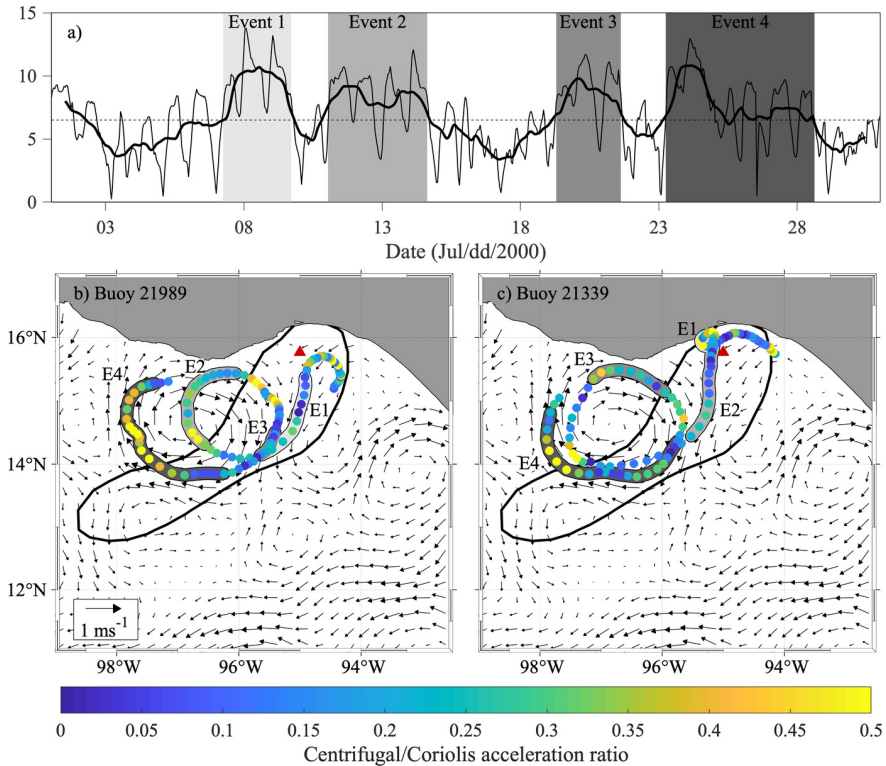 15
10
5
0
a)
Event 1
Event 2
Event 3
Event 4
03
08
13
18
23
28
Date (Jul/dd/2000)
b) Buoy 21989
E4
E2
E1
E3
16°N
14°N
12°N
1 ms-1
98°W
96°W
94°W
c) Buoy 21339
E1
E3
E2
E4
98°W
96°W
94°W
0
0.05
0.1
0.15
0.2
0.25
0.3
0.35
0.4
0.45
0.5
Centrifugal/Coriolis acceleration ratio